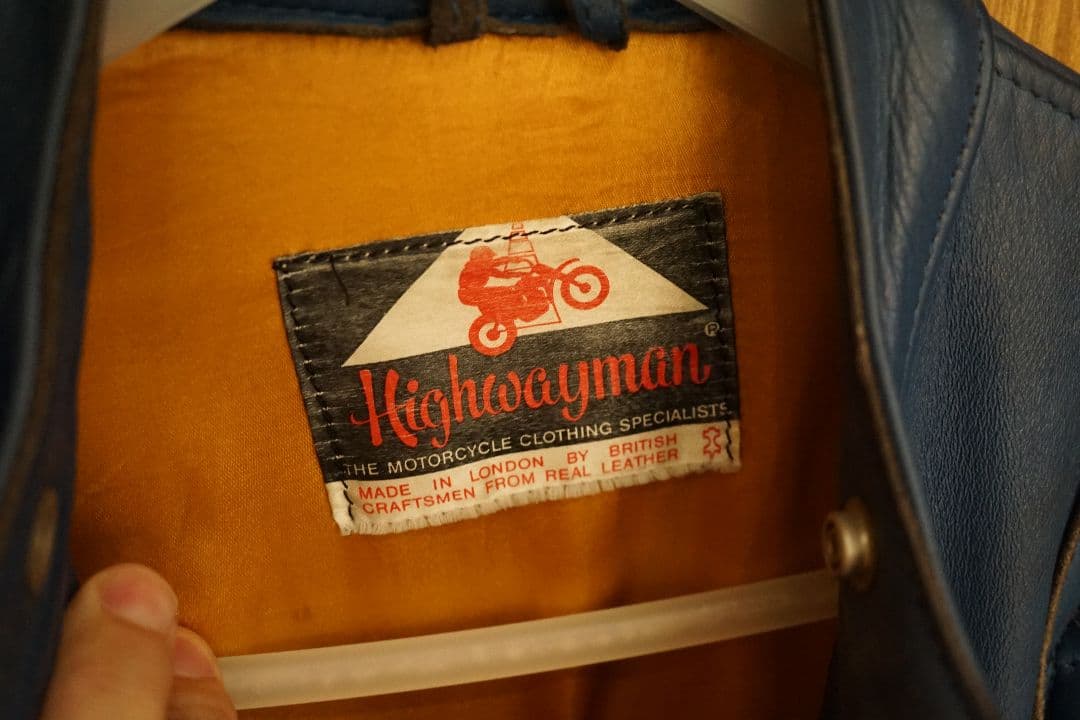 ®
Highwayman
THE MOTORCYCLE CLOTHING SPECIALISTS
MADE IN LONDON BY BRITISH
CRAFTSMEN FROM REAL LEATHER